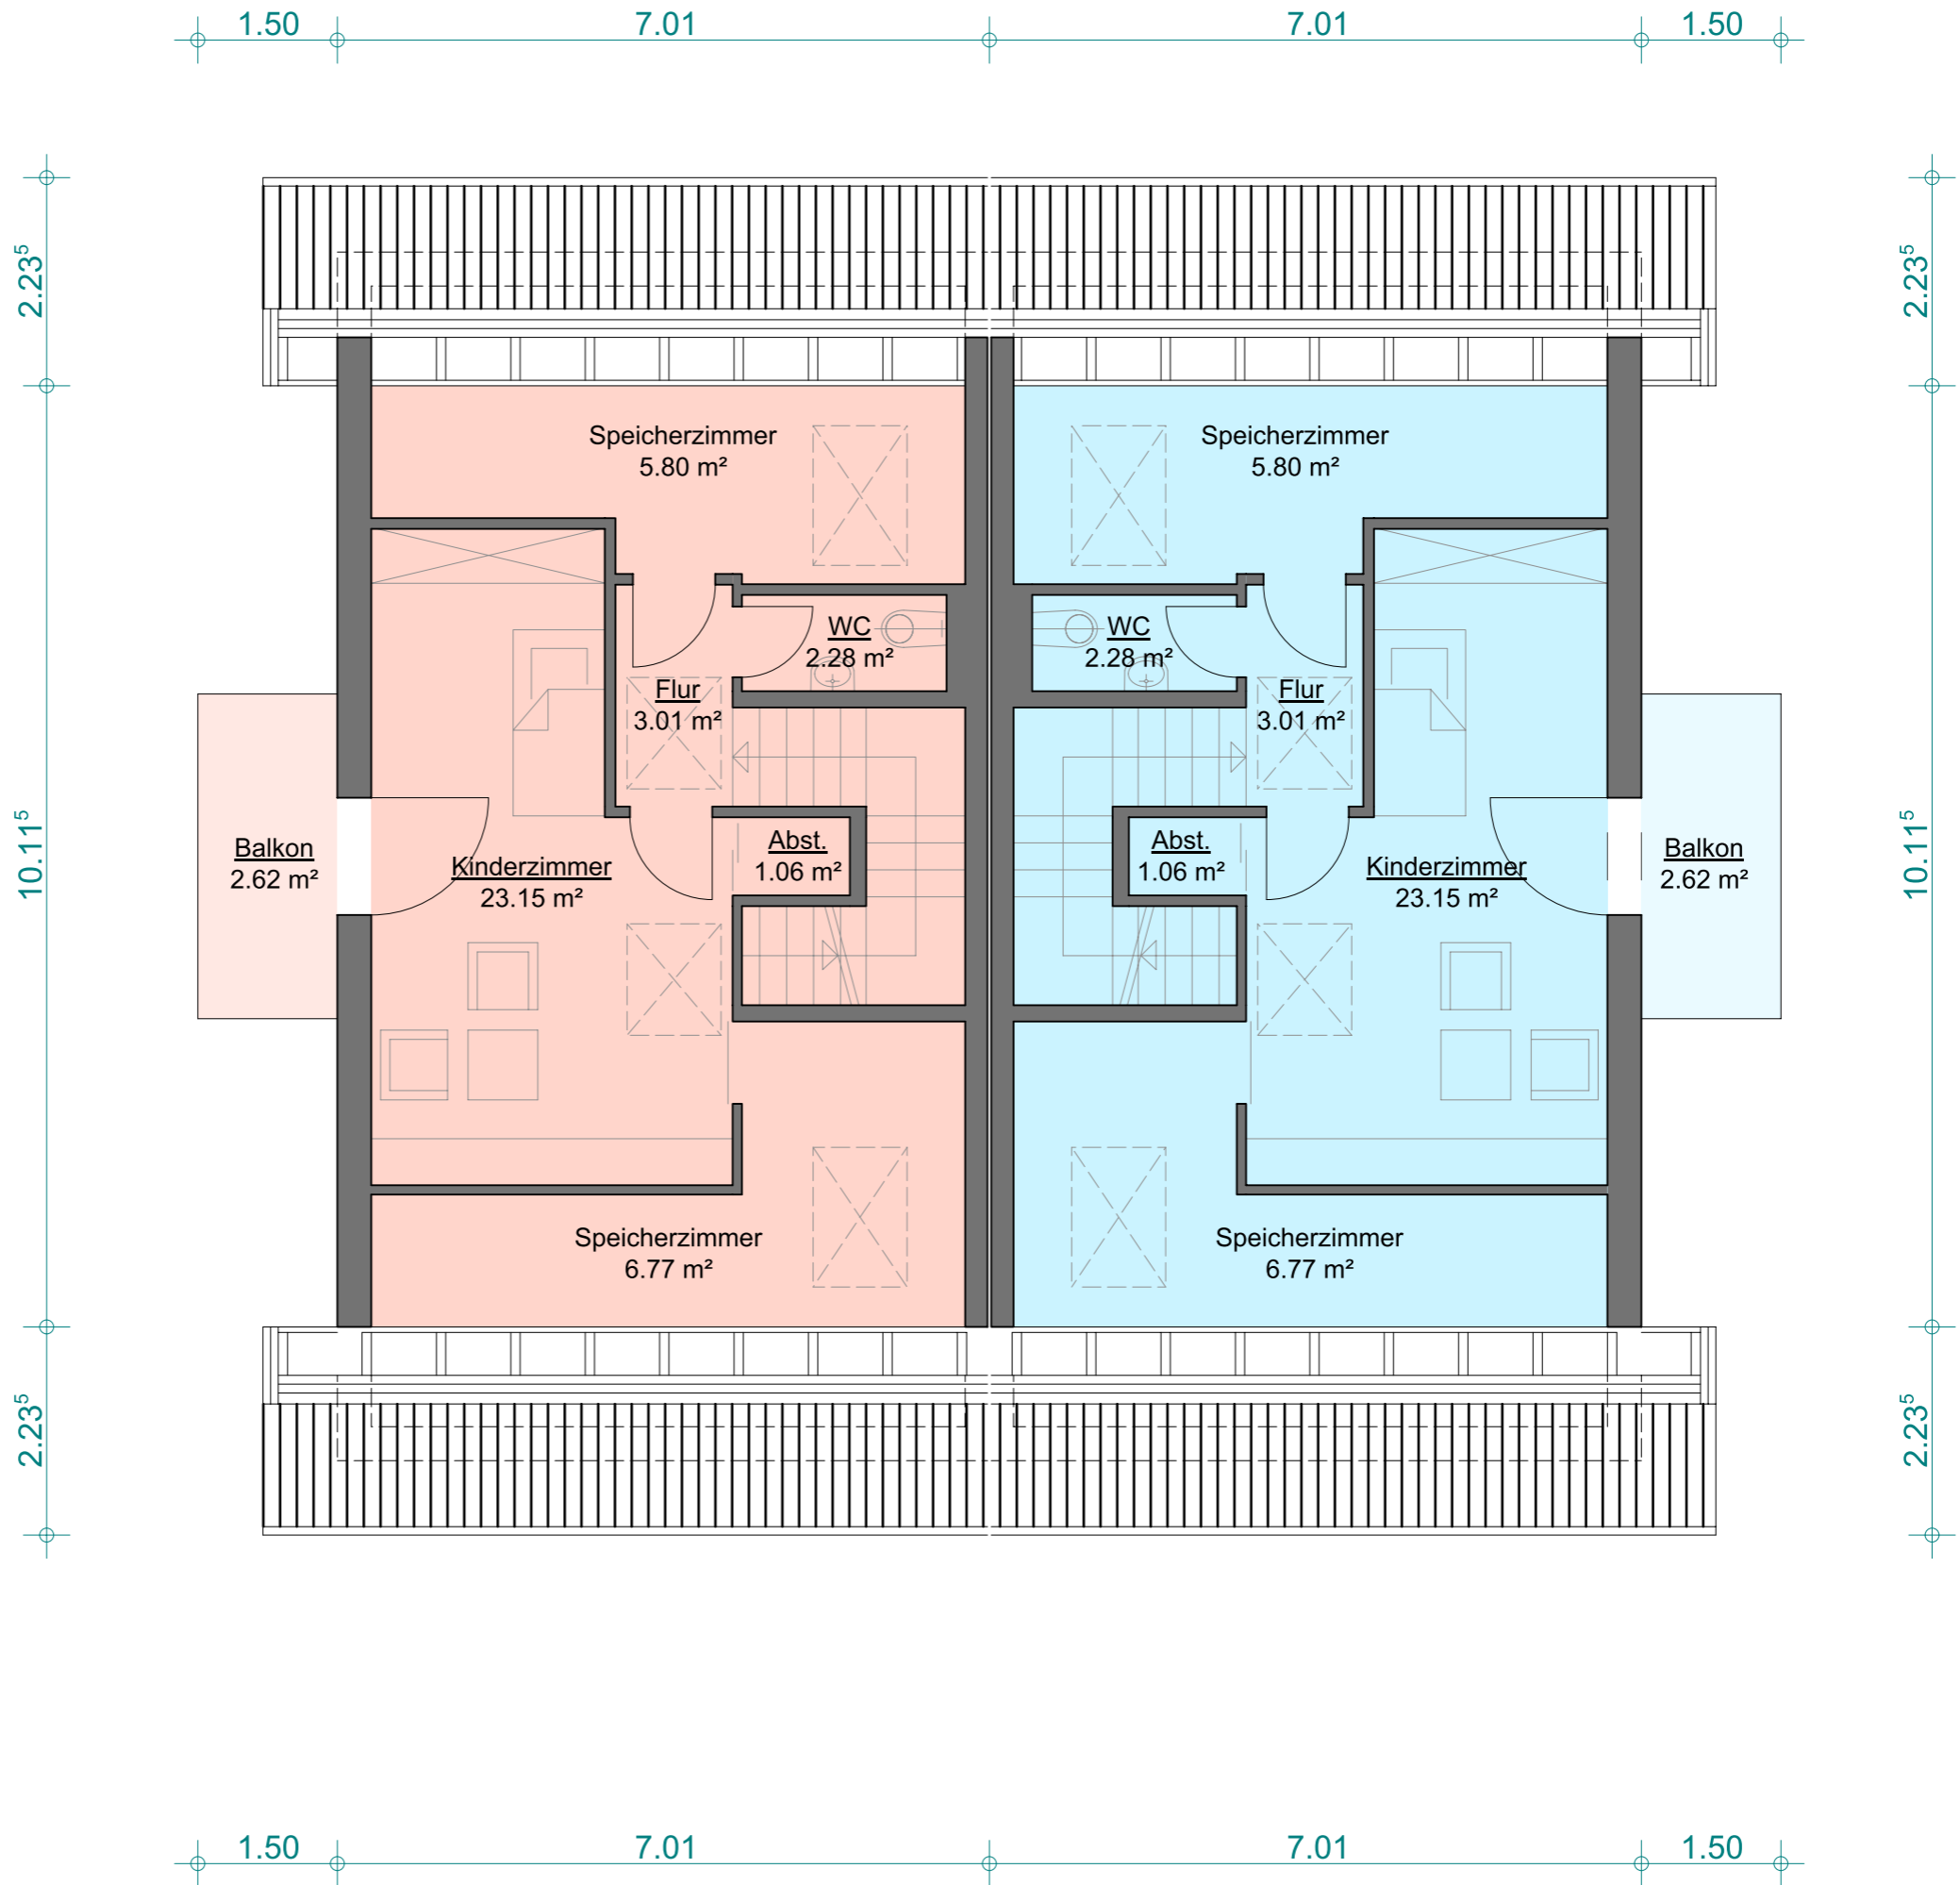 1.50 7.01 7.01 1.50
2.23⁵ 2.23⁵
Speicherzimmer
5.80 m²
Speicherzimmer
5.80 m²
WC
2.28 m²
WC
2.28 m²
Flur
3.01 m²
Flur
3.01 m²
10.11⁵
Balkon
2.62 m²
Kinderzimmer
23.15 m²
Abst.
1.06 m²
Abst.
1.06 m²
Kinderzimmer
23.15 m²
Balkon
2.62 m²
10.11⁵
Speicherzimmer
6.77 m²
Speicherzimmer
6.77 m²
2.23⁵ 2.23⁵
1.50 7.01 7.01 1.50